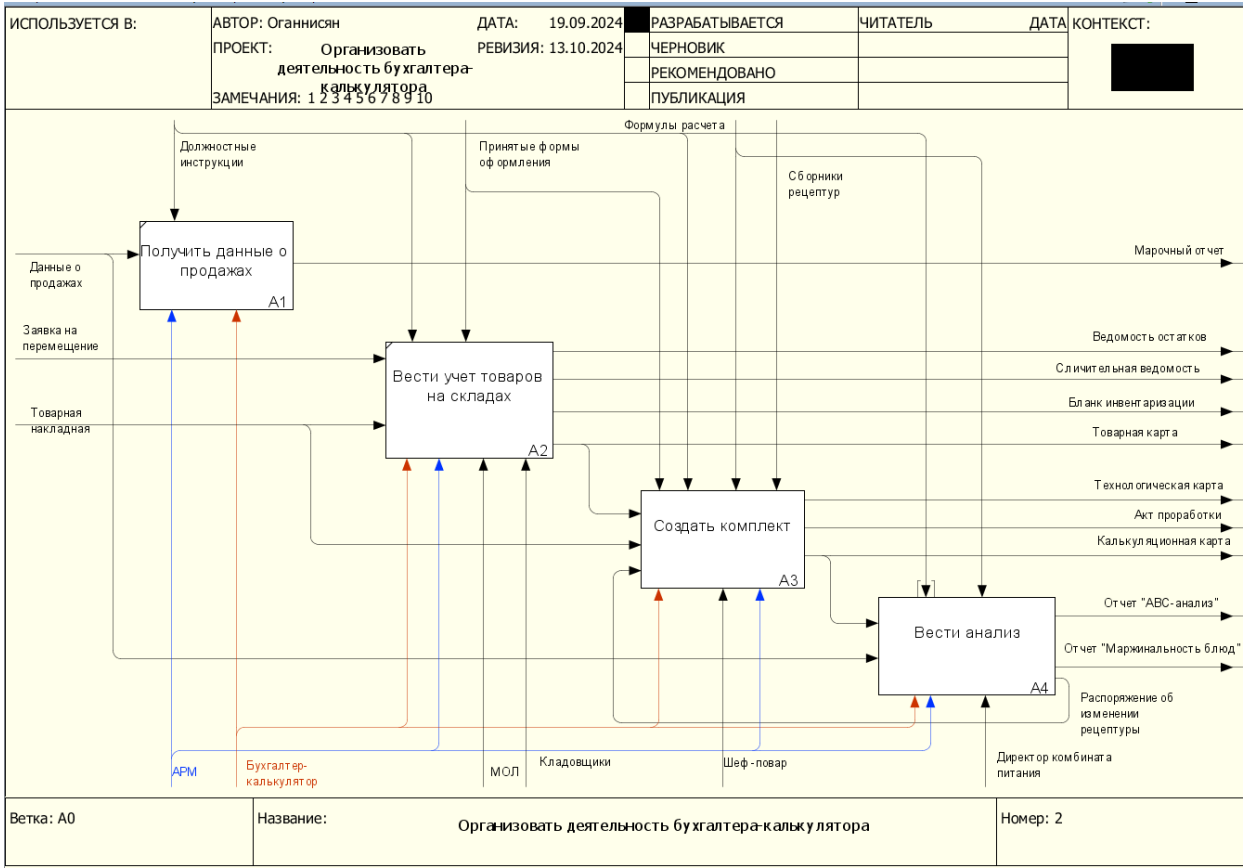 ИСПОЛЬЗУЕТСЯ В:
АВТОР: Оганнисян
ДАТА: 19.09.2024
ПРОЕКТ: Организовать
деятельность бухгалтера-
калькулятора
РЕВИЗИЯ: 13.10.2024
ЗАМЕЧАНИЯ: 1 2 3 4 5 6 7 8 9 10
РАЗРАБАТЫВАЕТСЯ
ЧЕРНОВИК
РЕКОМЕНДОВАНО
ПУБЛИКАЦИЯ
ЧИТАТЕЛЬ
ДАТА
КОНТЕКСТ:
Формулы расчета
Должностные
инструкции
Принятые формы
оформления
Сборники
рецептур
Получить данные о
продажах
A1
Данные о
продажах
Марочный отчет
Заявка на
перемещение
Ведомость остатков
Вести учет товаров
на складах
A2
Сличительная ведомость
Бланк инвентаризации
Товарная
накладная
Товарная карта
Технологическая карта
Создать комплект
A3
Акт проработки
Калькуляционная карта
Отчет "ABC-анализ"
Вести анализ
A4
Отчет "Маржинальность блюд"
Распоряжение об
изменении
рецептуры
АРМ
Бухгалтер-
калькулятор
МОЛ
Кладовщики
Шеф-повар
Директор комбината
питания
Ветка: A0
Название:
Организовать деятельность бухгалтера-калькулятора
Номер: 2